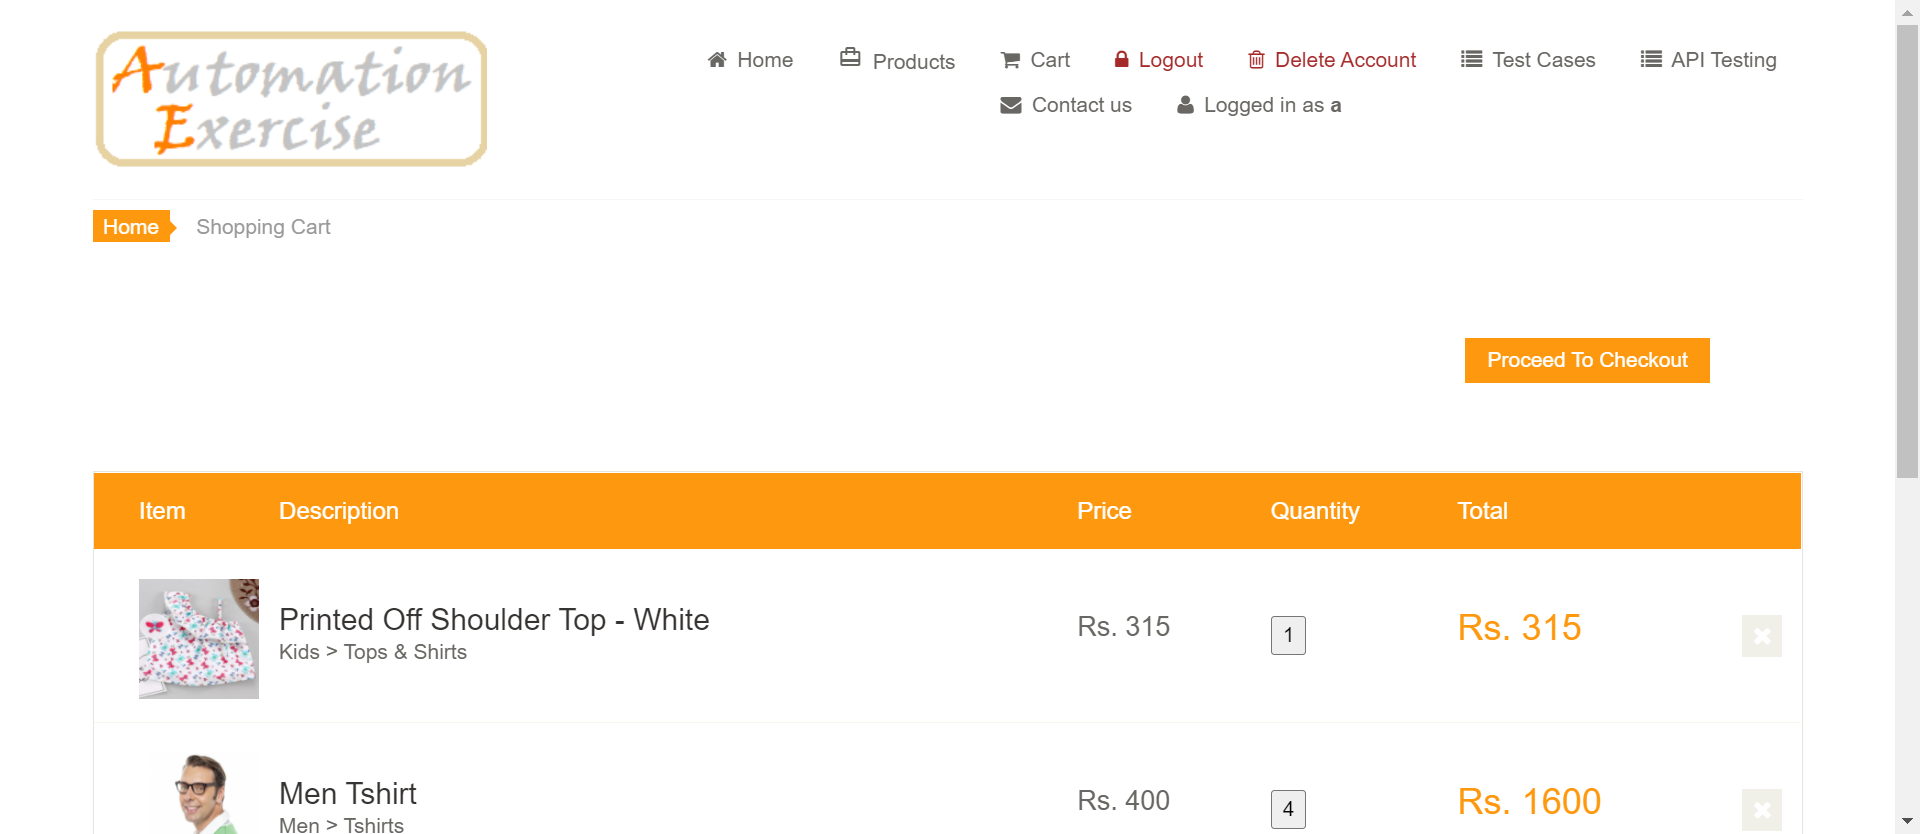 Automation
Exercise
Home Products Cart Logout Delete Account Test Cases API Testing
Contact us Logged in as a
Home Shopping Cart
Proceed To Checkout
Item Description Price Quantity Total
Printed Off Shoulder Top - White Rs. 315 1 Rs. 315
Kids > Tops & Shirts
Men Tshirt Rs. 400 4 Rs. 1600
Men > Tshirts